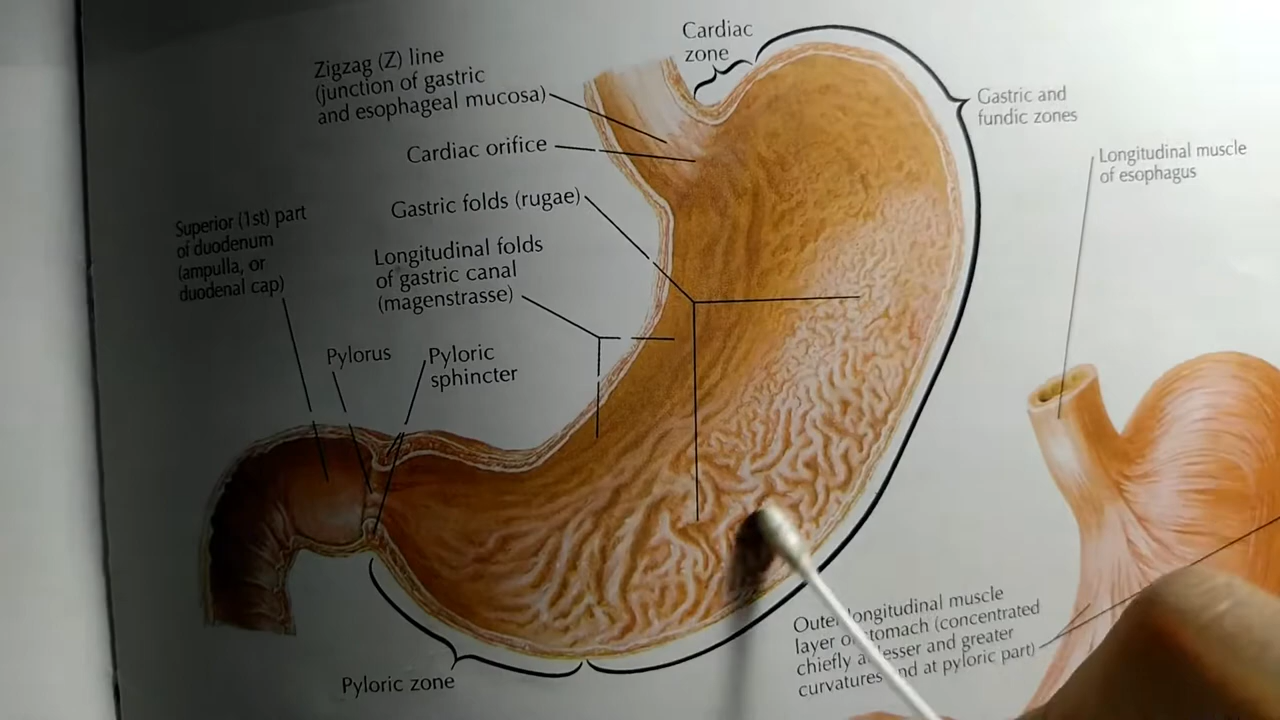 Cardiac
zone
Zigzag (Z) line
(junction of gastric
and esophageal mucosa)
Cardiac orifice
Gastric folds (rugae)
Longitudinal folds
of gastric canal
(magenstrasse)
Superior (1st) part
of duodenum
(ampulla, or
duodenal cap)
Pylorus
Pyloric
sphincter
Pyloric zone
Gastric and
fundic zones
Longitudinal muscle
of esophagus
longitudinal muscle
layer stomach (concentrated
chiefly lesser and greater
curvatures at pyloric part)